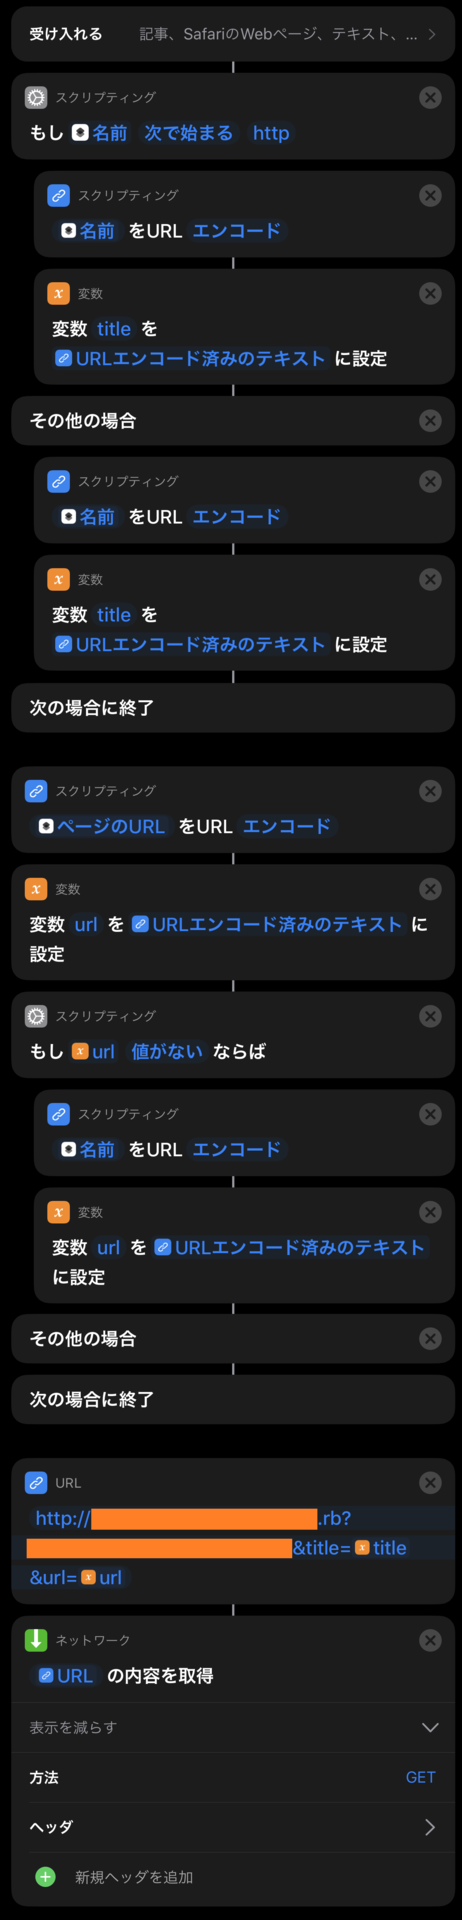 受け入れる 記事、SafariのWebページ、テキスト、...
スクリプティング
もし 名前 次で始まる http
スクリプティング
名前 をURL エンコード
変数
変数 title を
URLエンコード済みのテキスト に設定
その他の場合
スクリプティング
名前 をURL エンコード
変数
変数 title を
URLエンコード済みのテキスト に設定
次の場合に終了
スクリプティング
ページのURL をURL エンコード
変数
変数 url を URLエンコード済みのテキスト に
設定
スクリプティング
もし url 値がない ならば
スクリプティング
名前 をURL エンコード
変数
変数 url を URLエンコード済みのテキスト
に設定
その他の場合
次の場合に終了
URL
http:// .rb?
&title= title
&url= url
ネットワーク
URL の内容を取得
表示を減らす
方法 GET
ヘッダ
新規ヘッダを追加